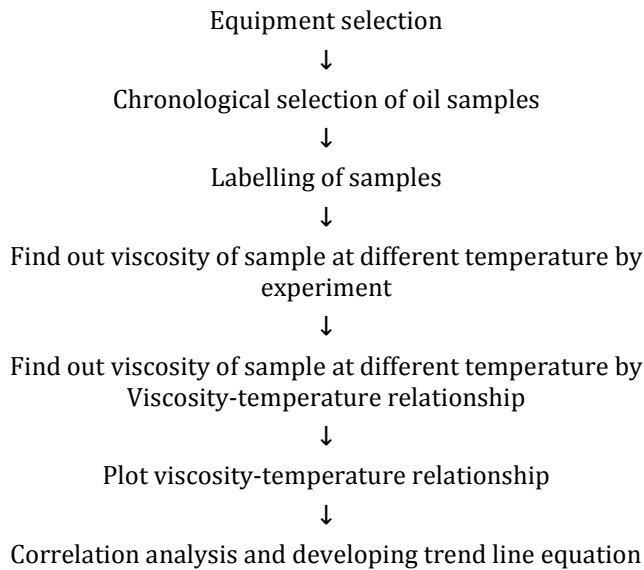 Equipment selection
↓
Chronological selection of oil samples
↓
Labelling of samples
↓
Find out viscosity of sample at different temperature by
experiment
↓
Find out viscosity of sample at different temperature by
Viscosity-temperature relationship
↓
Plot viscosity-temperature relationship
↓
Correlation analysis and developing trend line equation